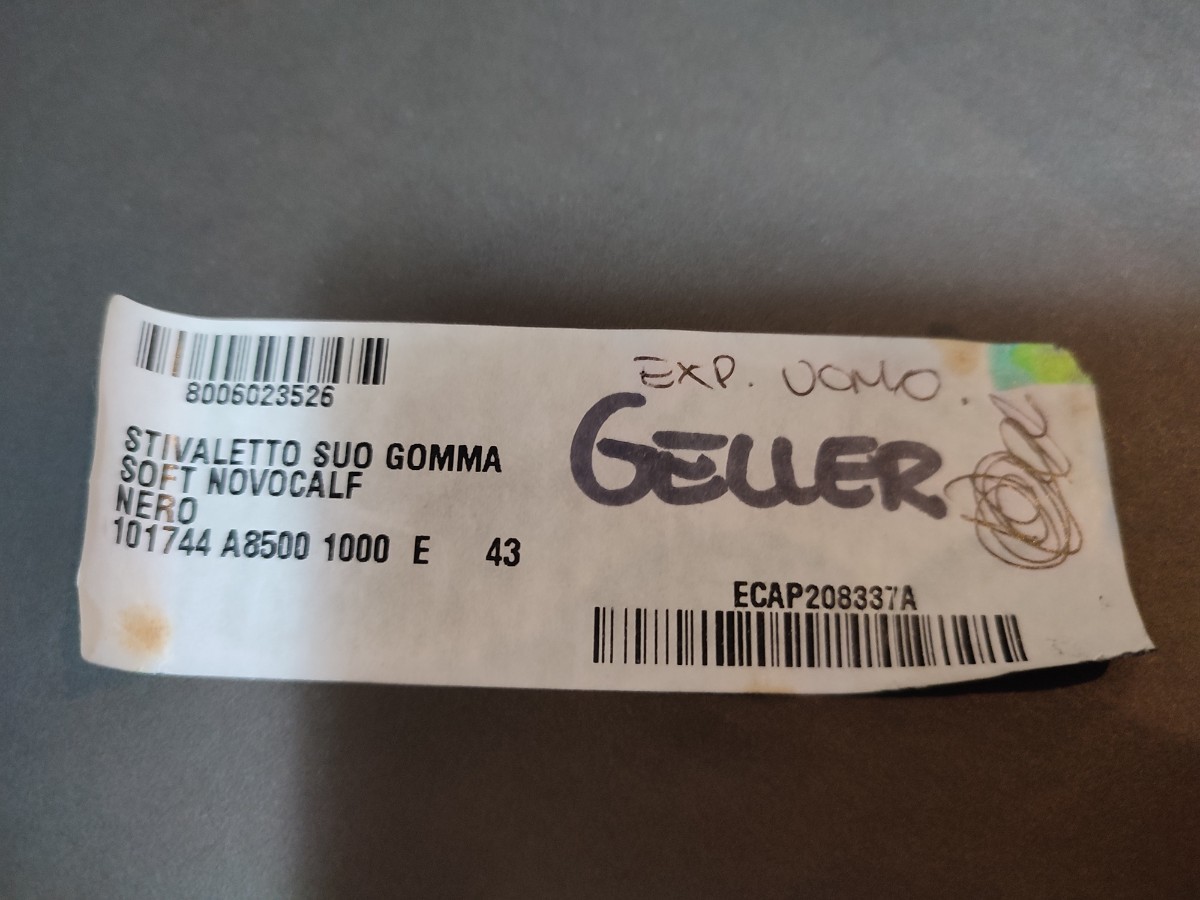 8006023526
STIVALETTO SUO GOMMA
SOFT NOVOCALF
NERO
101744 A8500 1000 E 43
EXP. UOMO.
GELLER
ECAP208337A